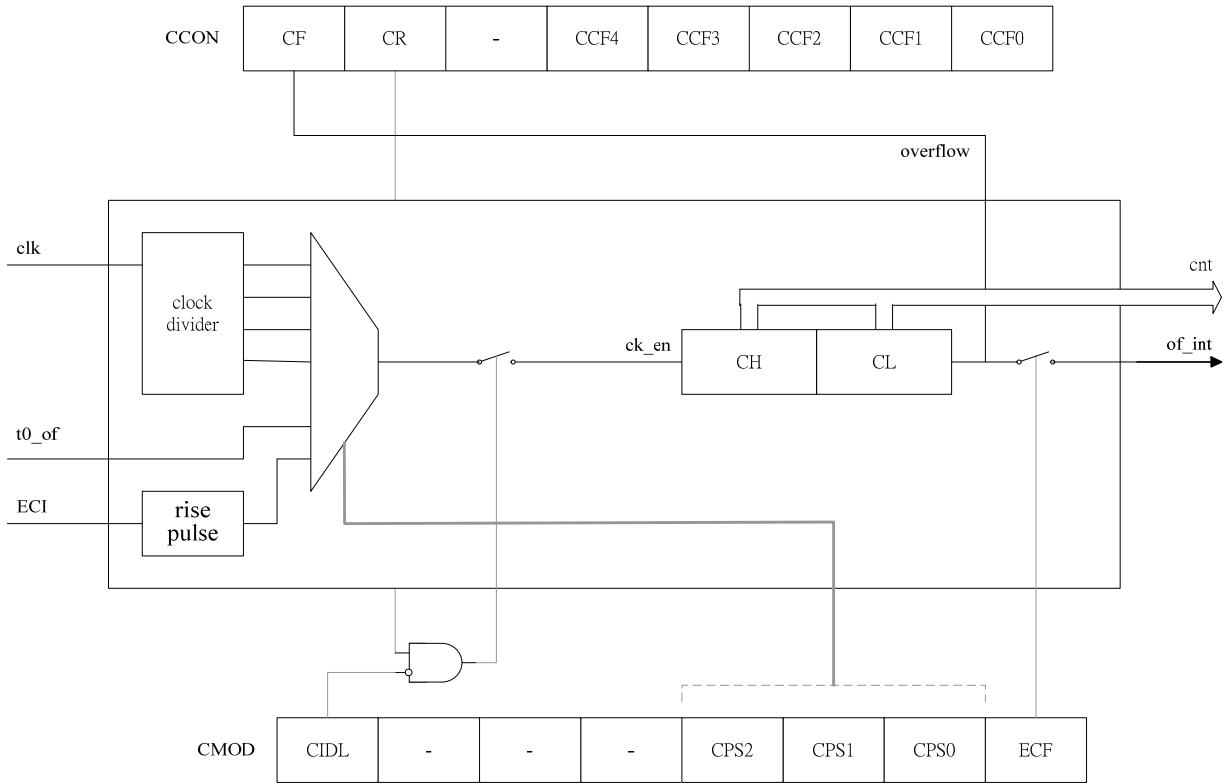 CCON CF CR - CCF4 CCF3 CCF2 CCF1 CCF0
overflow
clk
clock
divider
cnt
ck_en
CH CL
of_int
t0_of
ECI
rise
pulse
CMOD CIDL - - - CPS2 CPS1 CPS0 ECF